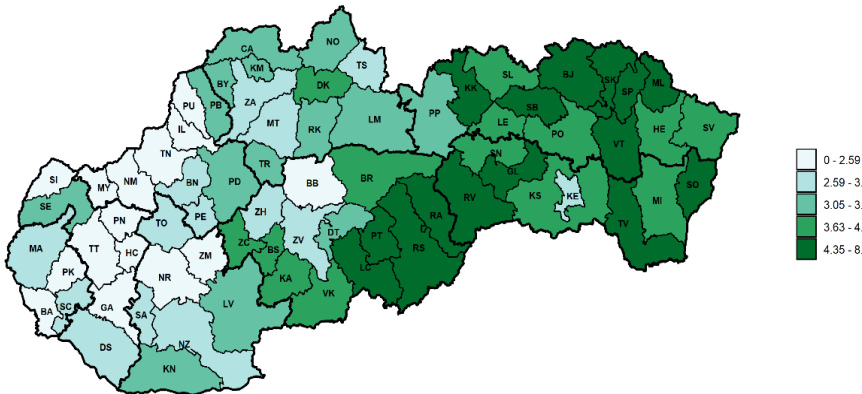 NO
CA
TS
KM
BY
DK
PU
PB
ZA
MT
RK
LM
PP
KK
SL
BJ
SK
SP
ML
SB
LE
PO
HE
SV
VT
IL
TN
SI
MY
NM
BN
PD
TR
BB
BR
SN
GL
RV
KS
KE
MI
SO
TV
SE
PN
TO
PE
ZH
ZV
DT
RA
PT
RS
LC
MA
TT
HC
ZM
ZC
BS
KA
VK
PK
NR
LV
BA
SC
GA
SA
DS
NZ
KN
0 - 2.59
2.59 - 3.
3.05 - 3.
3.63 - 4.
4.35 - 8.